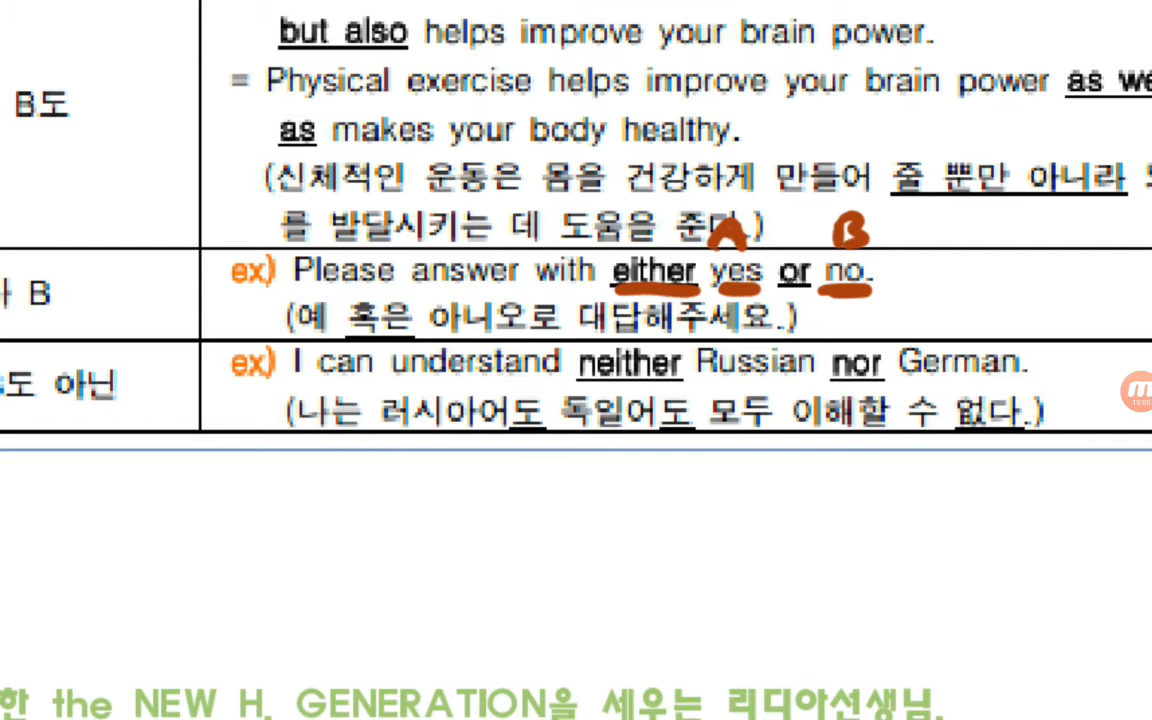 but also helps improve your brain power.
B도
= Physical exercise helps improve your brain power as
as makes your body healthy.
(신체적인 운동은 몸을 건강하게 만들어 줄 뿐만 아니라
를 발달시키는 데 도움을 준다.)
A B
B
ex) Please answer with either yes or no.
(예 혹은 아니오로 대답해주세요.)
도 아닌
ex) I can understand neither Russian nor German.
(나는 러시아어도 독일어도 모두 이해할 수 없다.)
19:05
한 the NEW H. GENERATION을 세우는 리디아선생님.